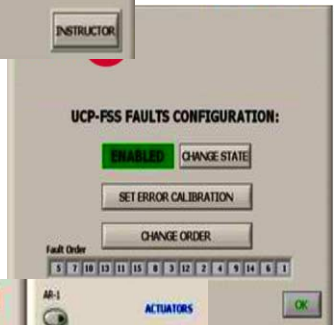 INSTRUCTOR
UCP-FSS FAULTS CONFIGURATION:
ENABLED CHANGE STATE
SET ERROR CALIBRATION
CHANGE ORDER
Fault Order
5 7 10 13 11 15 8 3 12 2 4 9 14 6 1
AR-1
ACTUATORS
OK